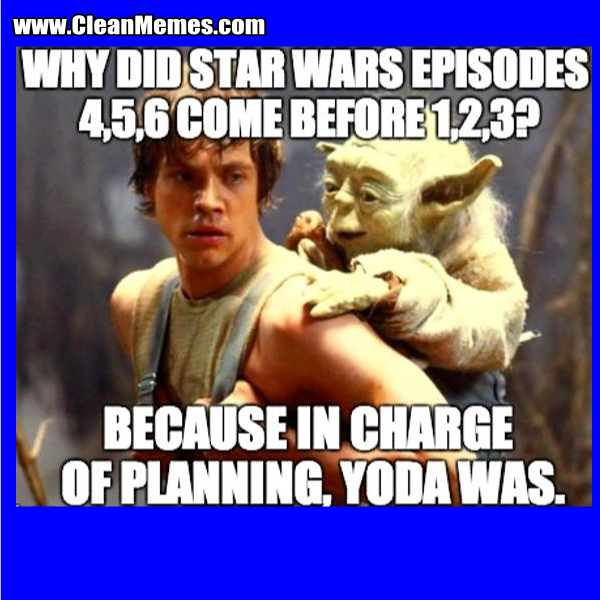 www.CleanMemes.com
WHY DID STAR WARS EPISODES
4,5,6 COME BEFORE 1,2,3?
BECAUSE IN CHARGE
OF PLANNING, YODA WAS.